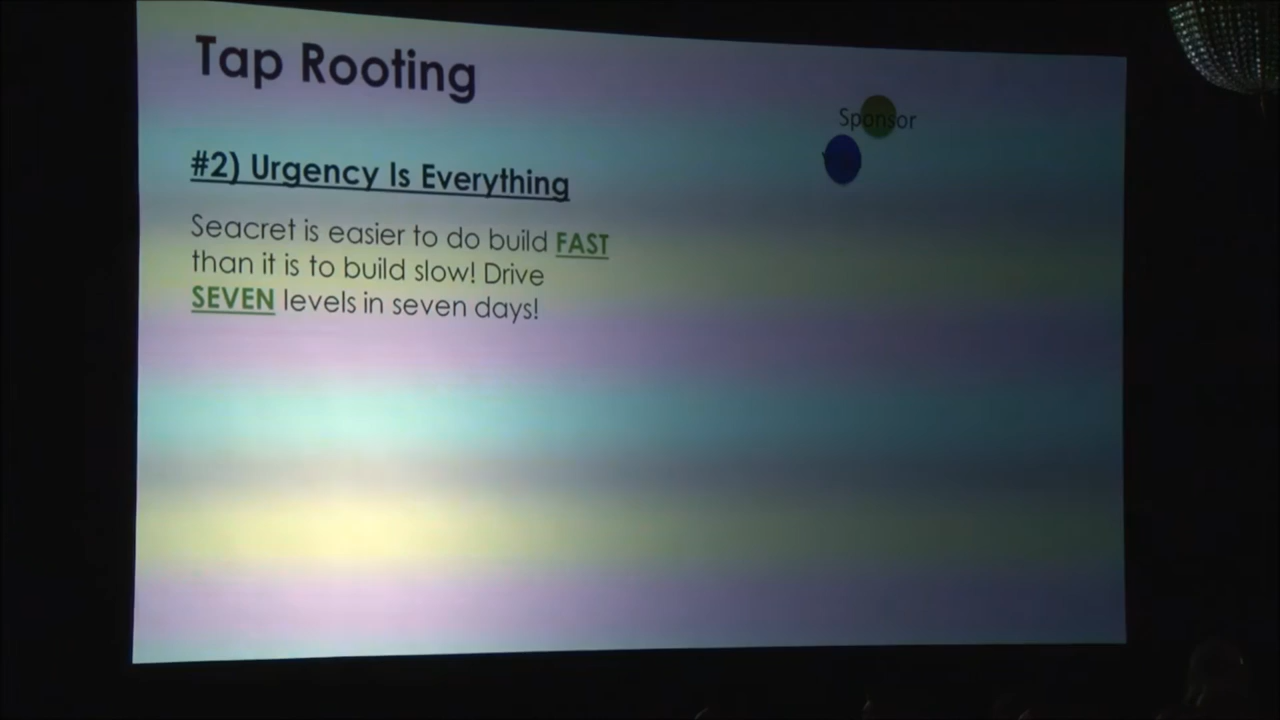 Tap Rooting
Sponsor
#2) Urgency Is Everything
Seacret is easier to do build FAST
than it is to build slow! Drive
SEVEN levels in seven days!